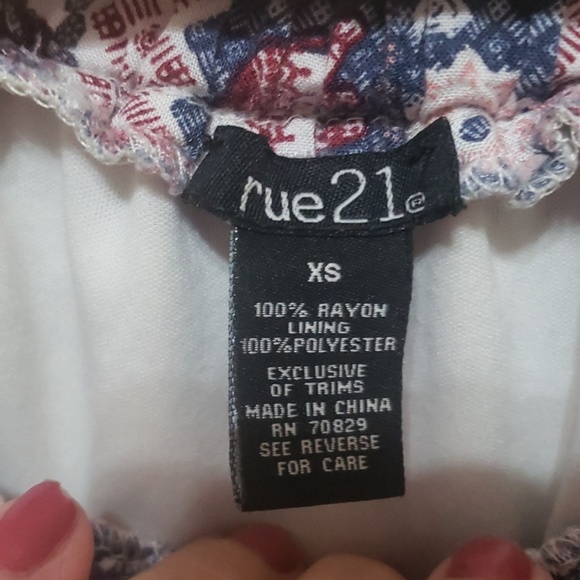 rue21®
XS
100% RAYON
LINING
100%POLYESTER
EXCLUSIVE
OF TRIMS
MADE IN CHINA
RN 70829
SEE REVERSE
FOR CARE